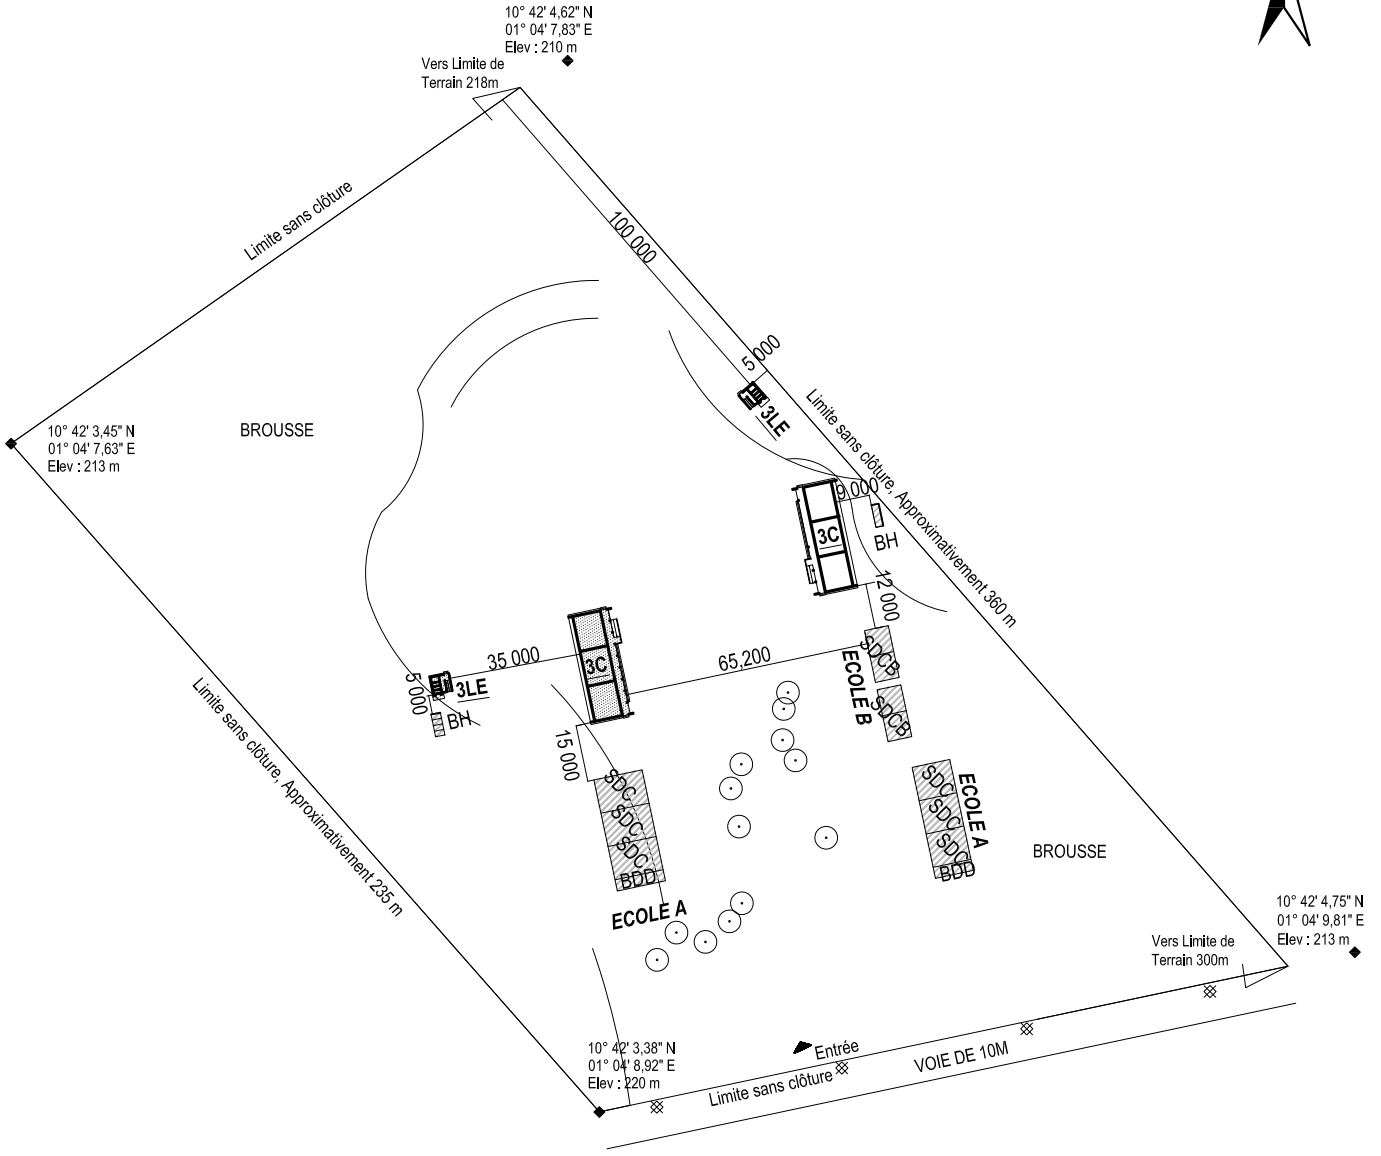 10° 42' 4,62" N
01° 04' 7,83" E
Elev : 210 m
Vers Limite de
Terrain 218m
Limite sans clôture
100 000
5 000
3LE
Limite sans clôture, Approximativement 360 m
10° 42' 3,45" N
01° 04' 7,63" E
Elev : 213 m
BROUSSE
9 000
3C
BH
12 000
SDCB
ECOLE B
SDCB
65,200
35 000
3C
3LE
5 000
BH
15 000
SDC
SDC
SDC
BDD
ECOLE A
SDC
SDC
SDC
BDD
ECOLE A
BROUSSE
Limite sans clôture, Approximativement 235 m
10° 42' 4,75" N
01° 04' 9,81" E
Elev : 213 m
Vers Limite de
Terrain 300m
10° 42' 3,38" N
01° 04' 8,92" E
Elev : 220 m
Entrée
Limite sans clôture
VOIE DE 10M